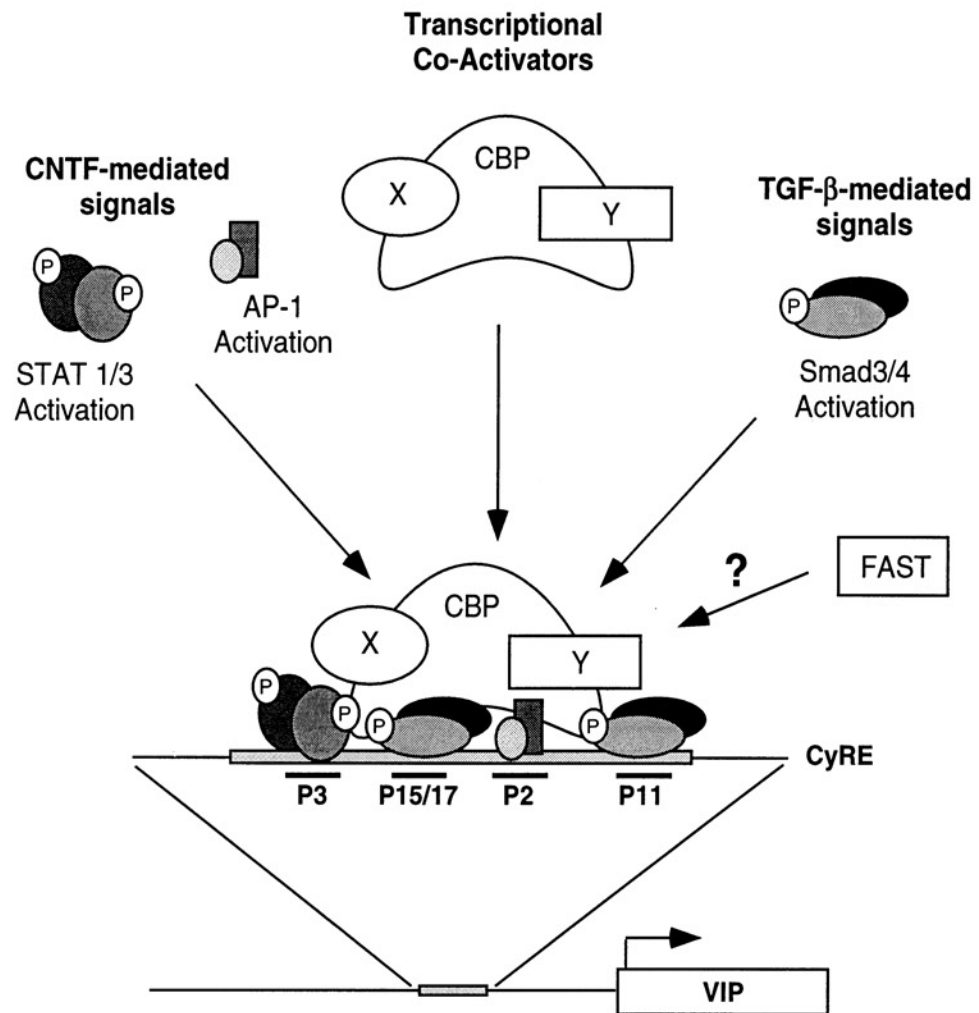 Transcriptional
Co-Activators
CNTF-mediated
signals
CBP
X
Y
TGF-β-mediated
signals
P
P
AP-1
Activation
STAT 1/3
Activation
P
Smad3/4
Activation
?
FAST
CBP
X
Y
P
P
P
P
CyRE
P3
P15/17
P2
P11
VIP